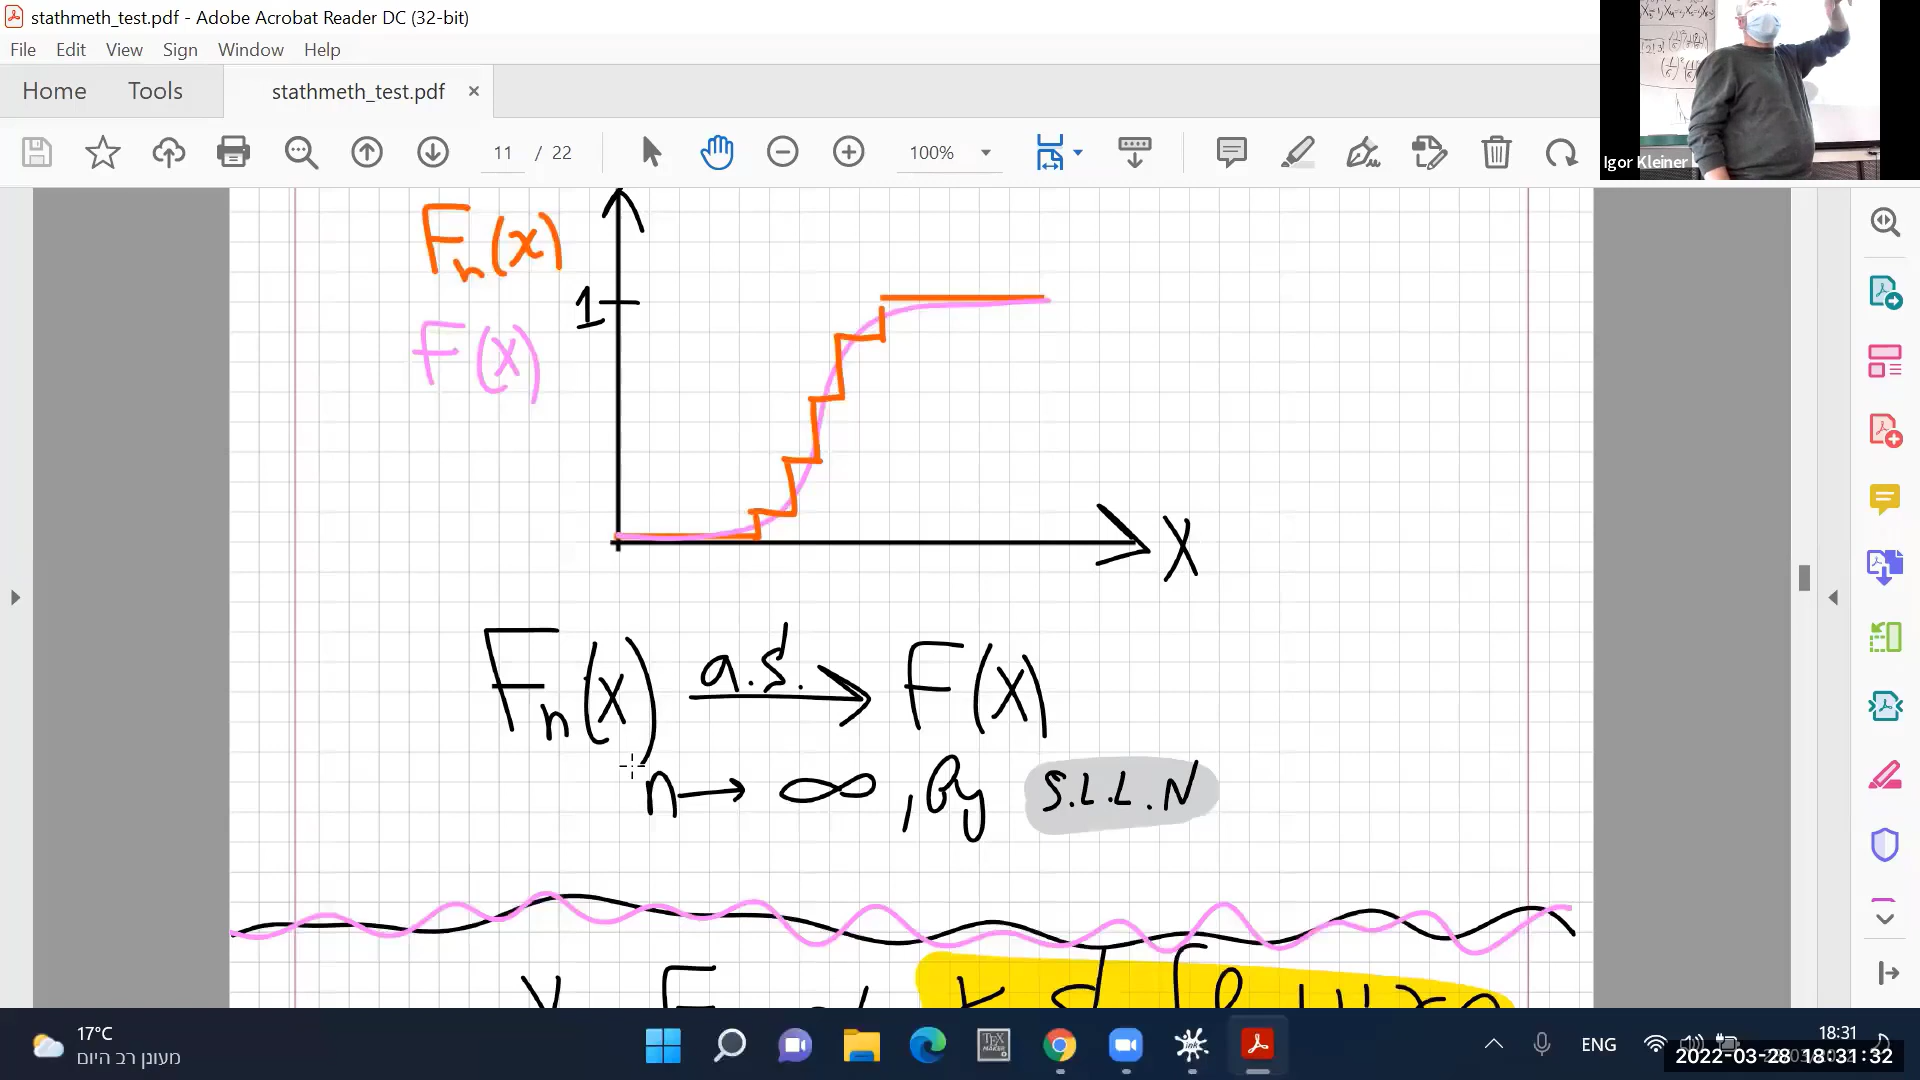 stathmeth_test.pdf - Adobe Acrobat Reader DC (32-bit)
File Edit View Sign Window Help
Home Tools stathmeth_test.pdf ×
11 / 22 100%
Igor Kleiner
Fn(x)
1
F(x)
X
Fn(x) a.s. → F(x)
n → ∞ , By S.L.L.N
17°C
מעונן רב היום
ENG
18:31
2022-03-28 18:31:32